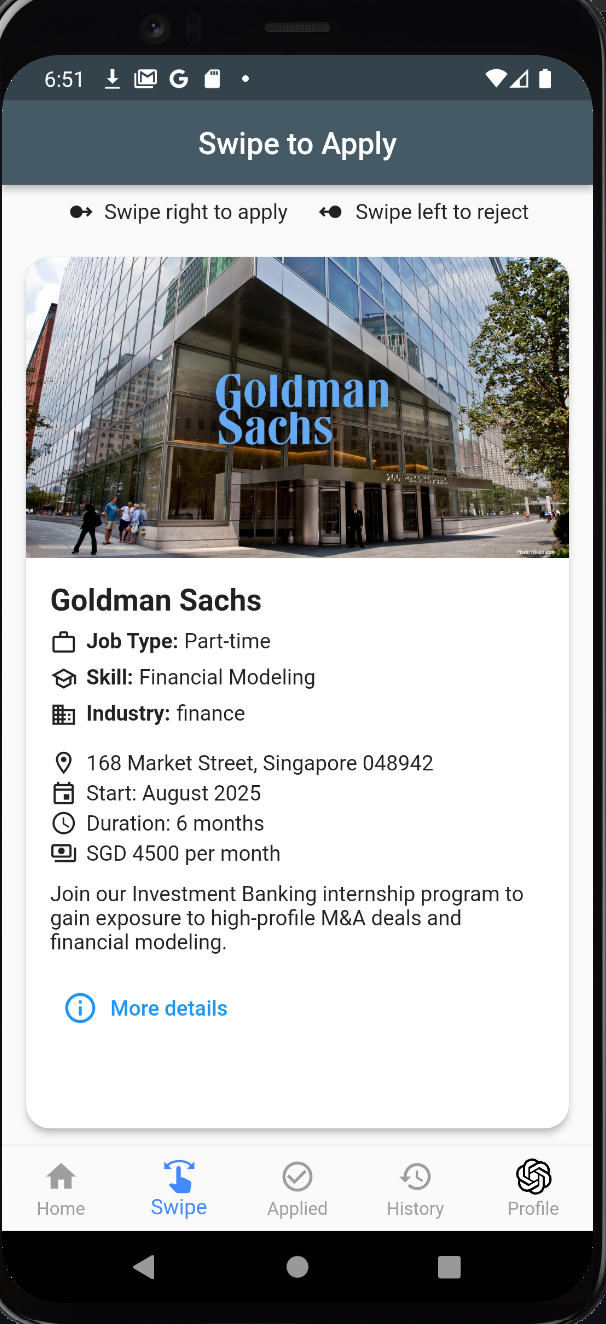 6:51
Swipe to Apply
Swipe right to apply
Swipe left to reject
Goldman
Sachs
Goldman Sachs
Job Type: Part-time
Skill: Financial Modeling
Industry: finance
168 Market Street, Singapore 048942
Start: August 2025
Duration: 6 months
SGD 4500 per month
Join our Investment Banking internship program to
gain exposure to high-profile M&A deals and
financial modeling.
More details
Home
Swipe
Applied
History
Profile